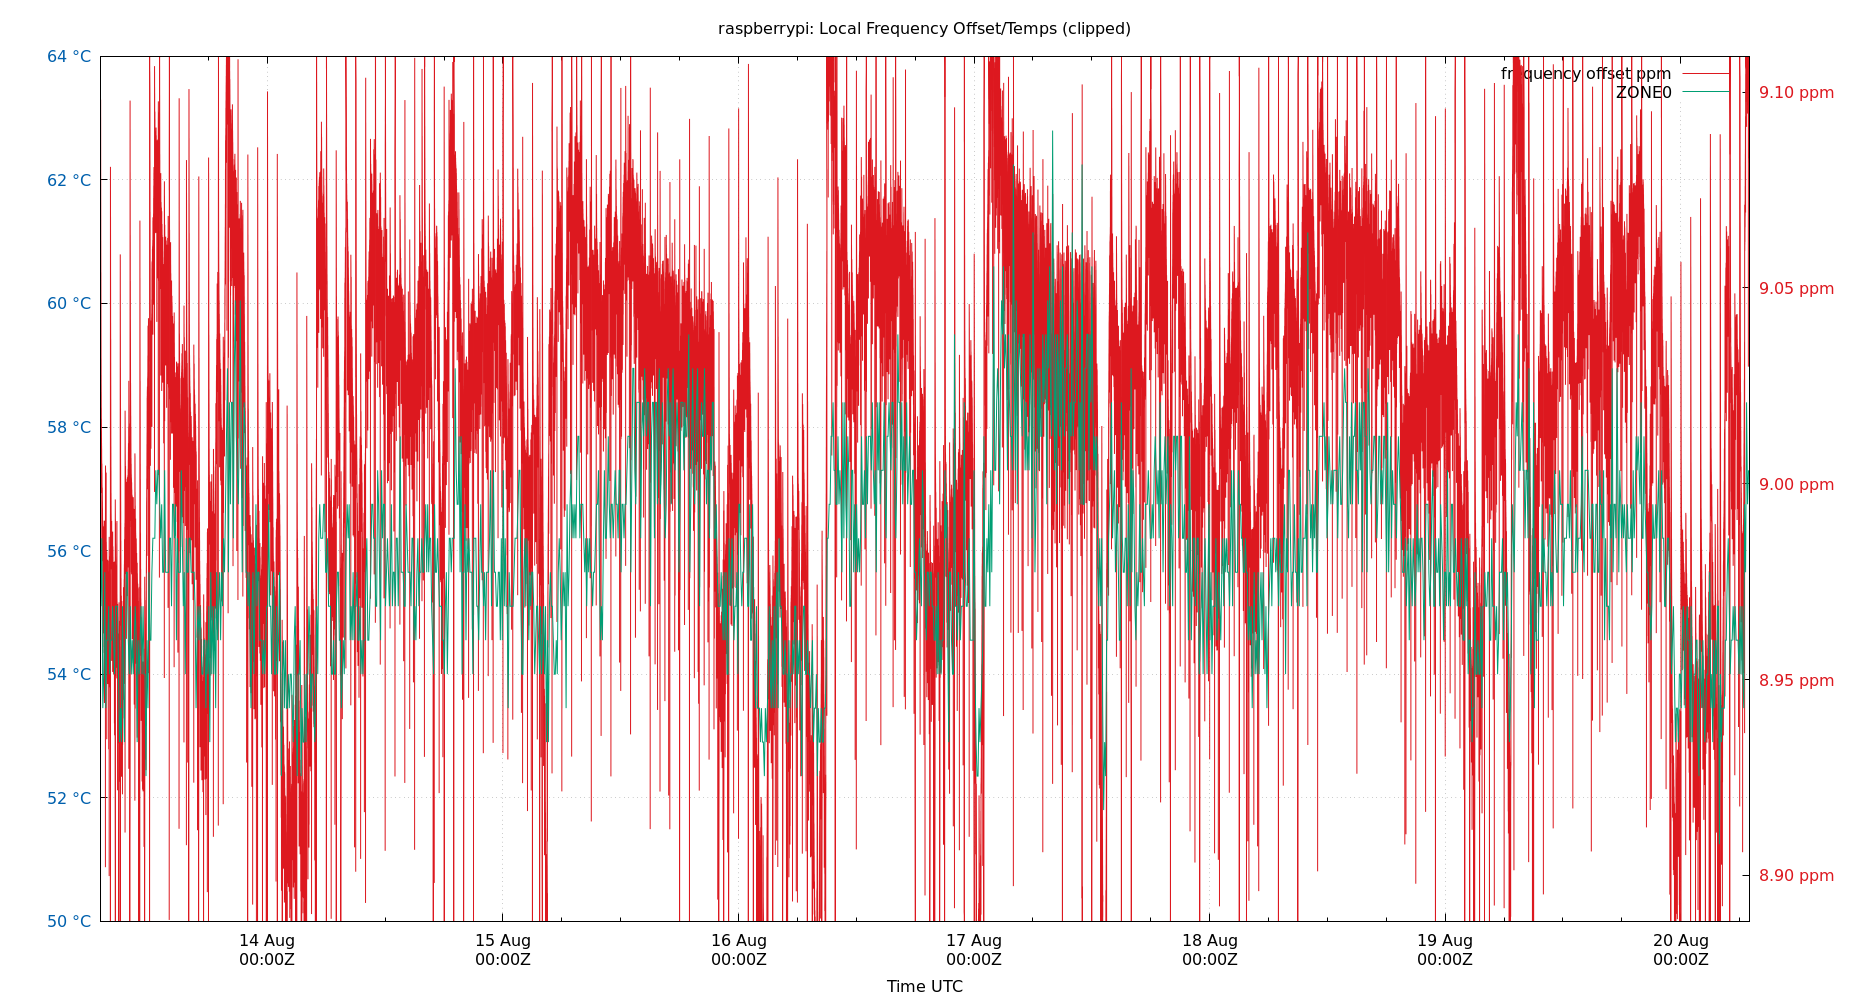 raspberrypi: Local Frequency Offset/Temps (clipped)
64 °C
62 °C
60 °C
58 °C
56 °C
54 °C
52 °C
50 °C
frequency offset ppm
ZONE0
9.10 ppm
9.05 ppm
9.00 ppm
8.95 ppm
8.90 ppm
14 Aug 15 Aug 16 Aug 17 Aug 18 Aug 19 Aug 20 Aug
00:00Z 00:00Z 00:00Z 00:00Z 00:00Z 00:00Z 00:00Z
Time UTC